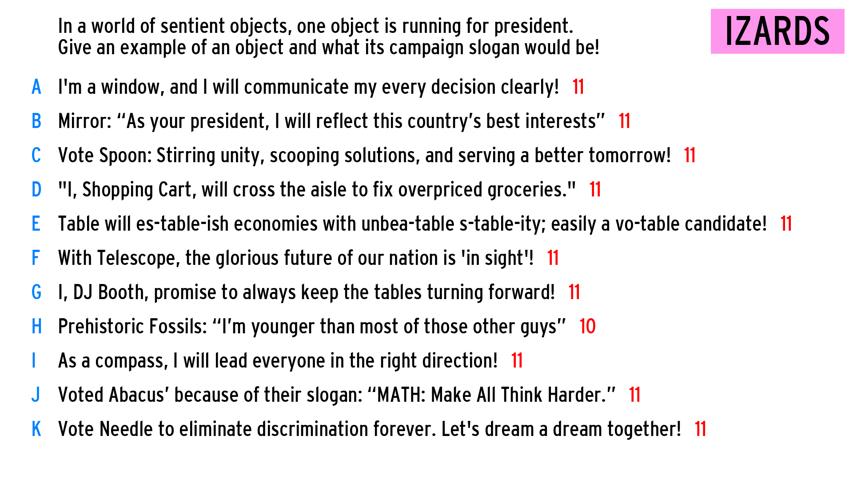 In a world of sentient objects, one object is running for president.
Give an example of an object and what its campaign slogan would be!
IZARDS
A I'm a window, and I will communicate my every decision clearly! 11
B Mirror: “As your president, I will reflect this country’s best interests” 11
C Vote Spoon: Stirring unity, scooping solutions, and serving a better tomorrow! 11
D "I, Shopping Cart, will cross the aisle to fix overpriced groceries." 11
E Table will es-table-ish economies with unbea-table s-table-ity; easily a vo-table candidate! 11
F With Telescope, the glorious future of our nation is 'in sight'! 11
G I, DJ Booth, promise to always keep the tables turning forward! 11
H Prehistoric Fossils: “I’m younger than most of those other guys” 10
I As a compass, I will lead everyone in the right direction! 11
J Voted Abacus’ because of their slogan: “MATH: Make All Think Harder.” 11
K Vote Needle to eliminate discrimination forever. Let's dream a dream together! 11